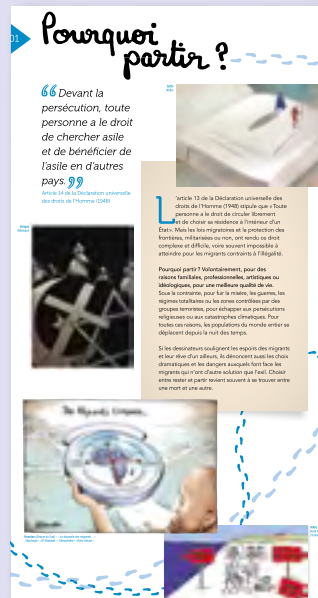 01
Pourquoi
partir ?
“ Devant la
persécution, toute
personne a le droit
de chercher asile
et de bénéficier de
l'asile en d'autres
pays. ”
Article 14 de la Déclaration universelle
des droits de l'Homme (1948)
L'article 13 de la Déclaration universelle des
droits de l'Homme (1948) stipule que « Toute
personne a le droit de circuler librement
et de choisir sa résidence à l'intérieur d'un
État ». Mais les lois migratoires et la protection des
frontières, militarisées ou non, ont rendu ce droit
complexe et difficile, voire souvent impossible à
atteindre pour les migrants contraints à l'illégalité.
Pourquoi partir ? Volontairement, pour des
raisons familiales, professionnelles, artistiques ou
idéologiques, pour une meilleure qualité de vie.
Sous la contrainte, pour fuir la misère, les guerres, les
régimes totalitaires ou les zones contrôlées par des
groupes terroristes, pour échapper aux persécutions
religieuses ou aux catastrophes climatiques. Pour
toutes ces raisons, les populations du monde entier se
déplacent depuis la nuit des temps.
Si les dessinateurs soulignent les espoirs des migrants
et leur rêve d'un ailleurs, ils dénoncent aussi les choix
dramatiques et les dangers auxquels font face les
migrants qui n'ont d'autre solution que l'exil. Choisir
entre rester et partir revient souvent à se trouver entre
une mort et une autre.
The Migrants Compass